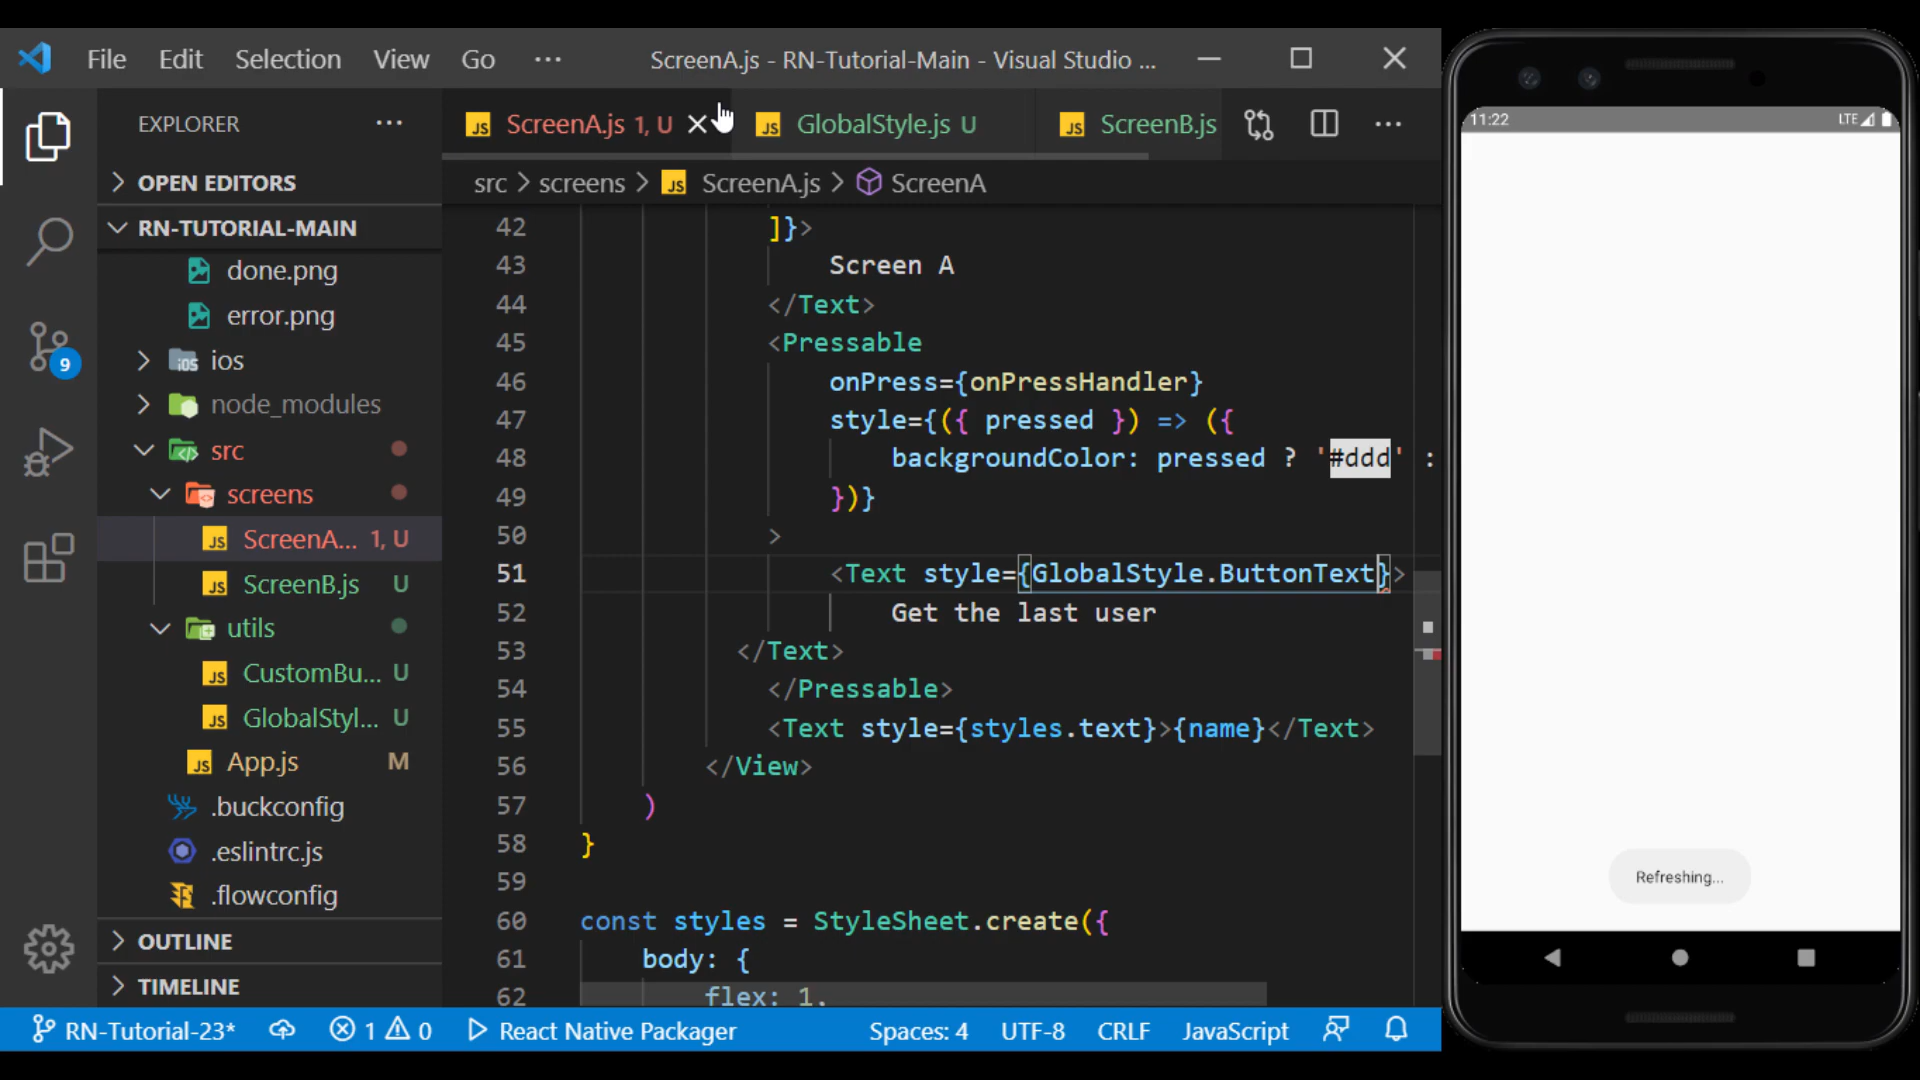 File Edit Selection View Go ··· ScreenA.js - RN-Tutorial-Main - Visual Studio ...
EXPLORER ···
OPEN EDITORS
RN-TUTORIAL-MAIN
done.png
error.png
ios
node_modules
src
screens
ScreenA... 1, U
ScreenB.js U
utils
CustomBu... U
GlobalStyl... U
App.js M
.buckconfig
.eslintrc.js
.flowconfig
OUTLINE
TIMELINE
9
JS ScreenA.js 1, U JS GlobalStyle.js U JS ScreenB.js ···
src > screens > JS ScreenA.js > ScreenA
42 ]}>
43 Screen A
44 </Text>
45 <Pressable
46 onPress={onPressHandler}
47 style={({ pressed }) => ({
48 backgroundColor: pressed ? '#ddd' :
49 })}
50 >
51 <Text style={GlobalStyle.ButtonText}>
52 Get the last user
53 </Text>
54 </Pressable>
55 <Text style={styles.text}>{name}</Text>
56 </View>
57 )
58 }
59
60 const styles = StyleSheet.create({
61 body: {
62 flex: 1,
RN-Tutorial-23* 1 0 React Native Packager Spaces: 4 UTF-8 CRLF JavaScript
11:22 LTE
Refreshing...